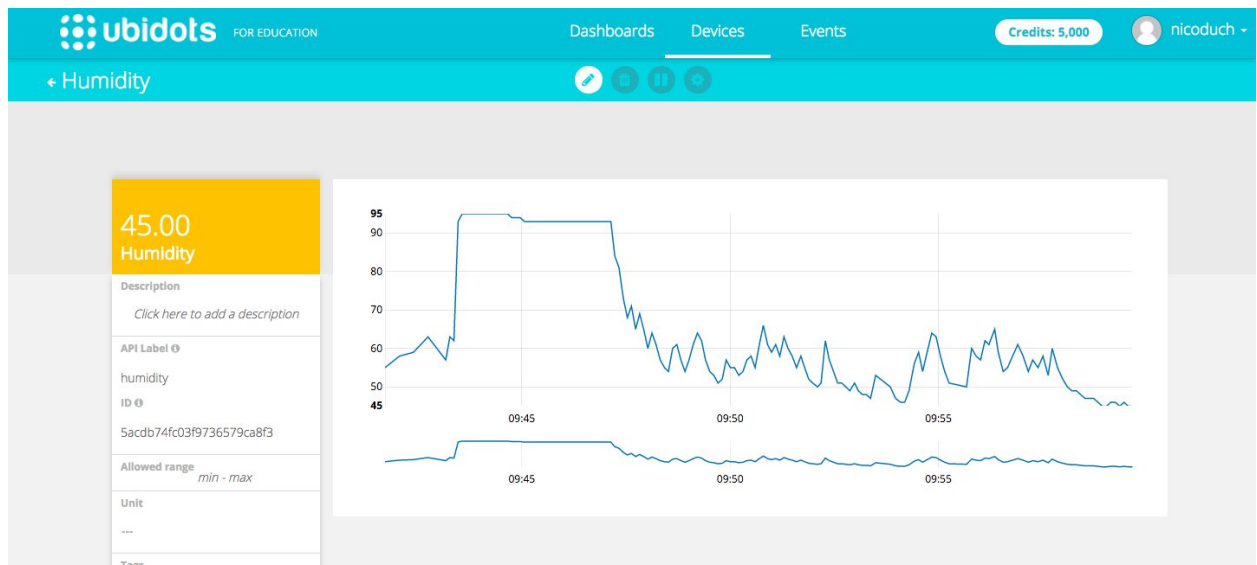 ubidots FOR EDUCATION Dashboards Devices Events Credits: 5,000 nicoduch
Humidity
45.00
Humidity
Description
Click here to add a description
API Label
humidity
ID
5acdb74fc03f9736579ca8f3
Allowed range
min - max
Unit
---
95
90
80
70
60
50
45
09:45 09:50 09:55
09:45 09:50 09:55